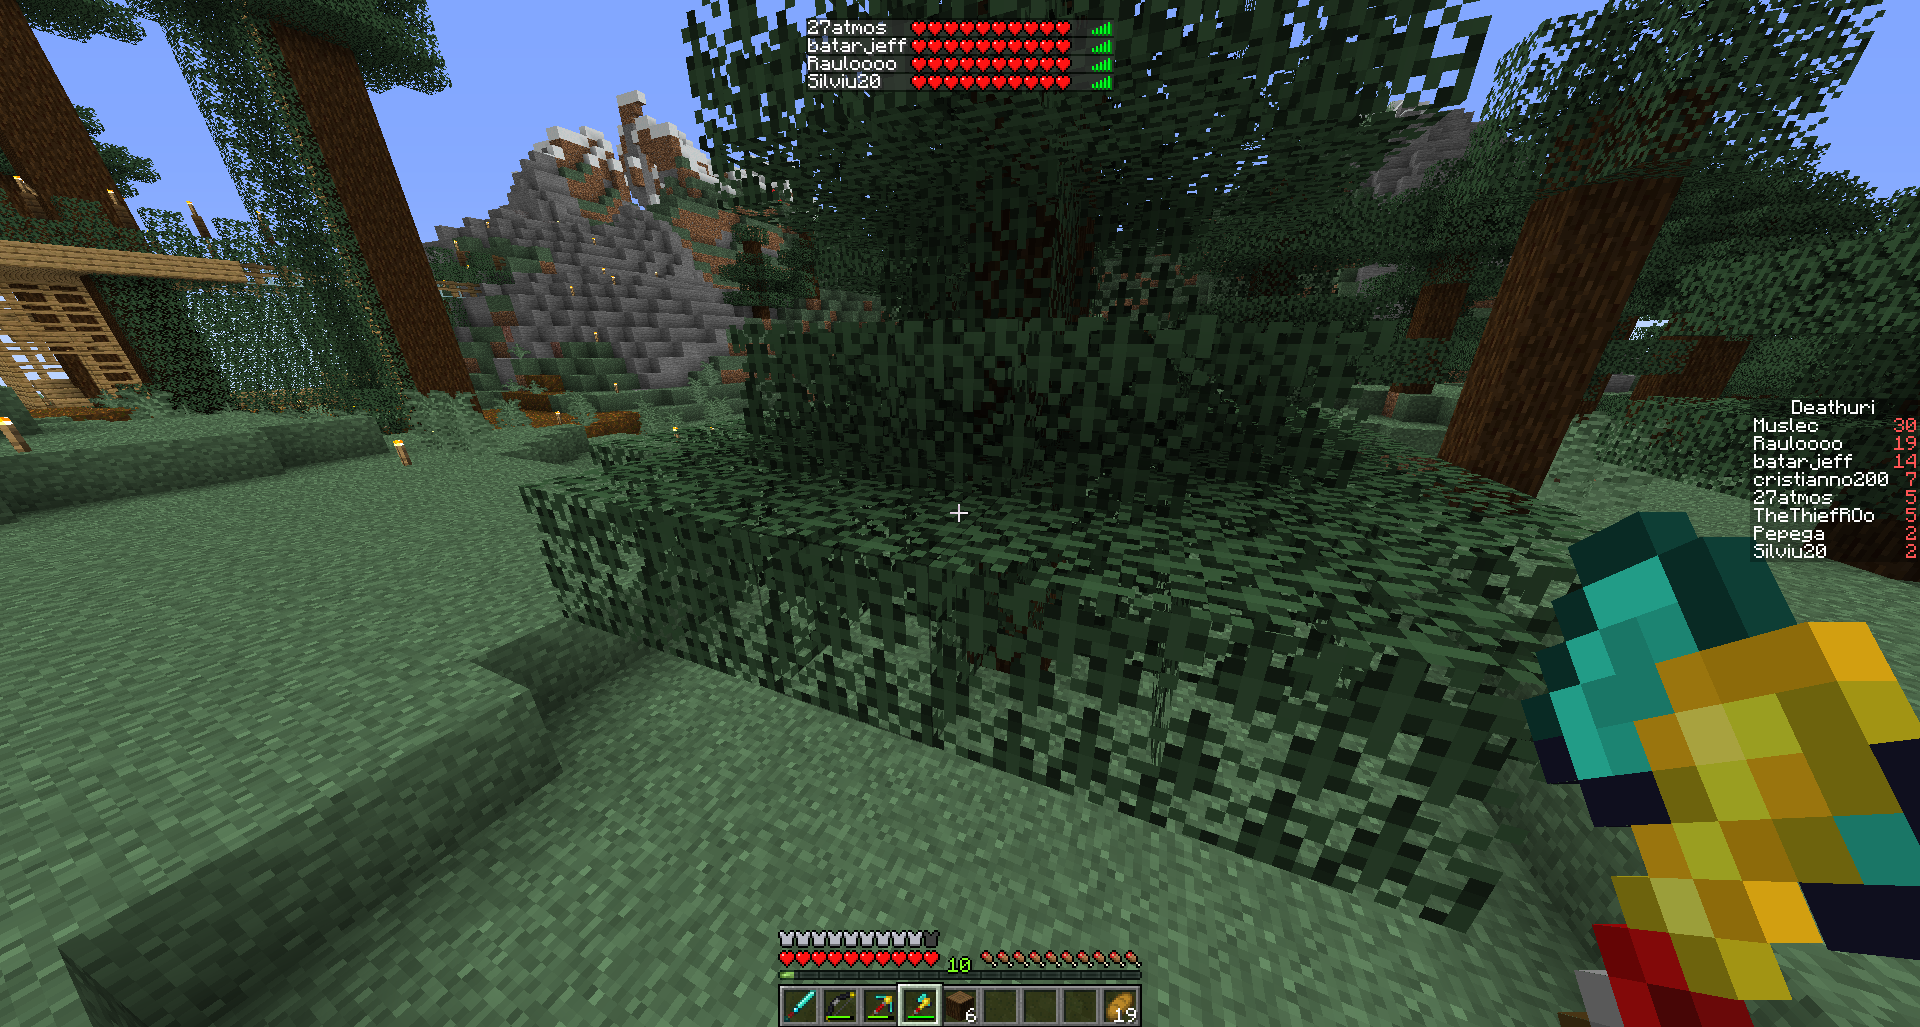 27atmos
batarjeff
Rauloooo
Silviu20
Deathuri
Muslec 30
Rauloooo 19
batarjeff 14
cristianno200 7
27atmos 5
TheThiefROo 5
Pepega 2
Silviu20 2
10
6
19